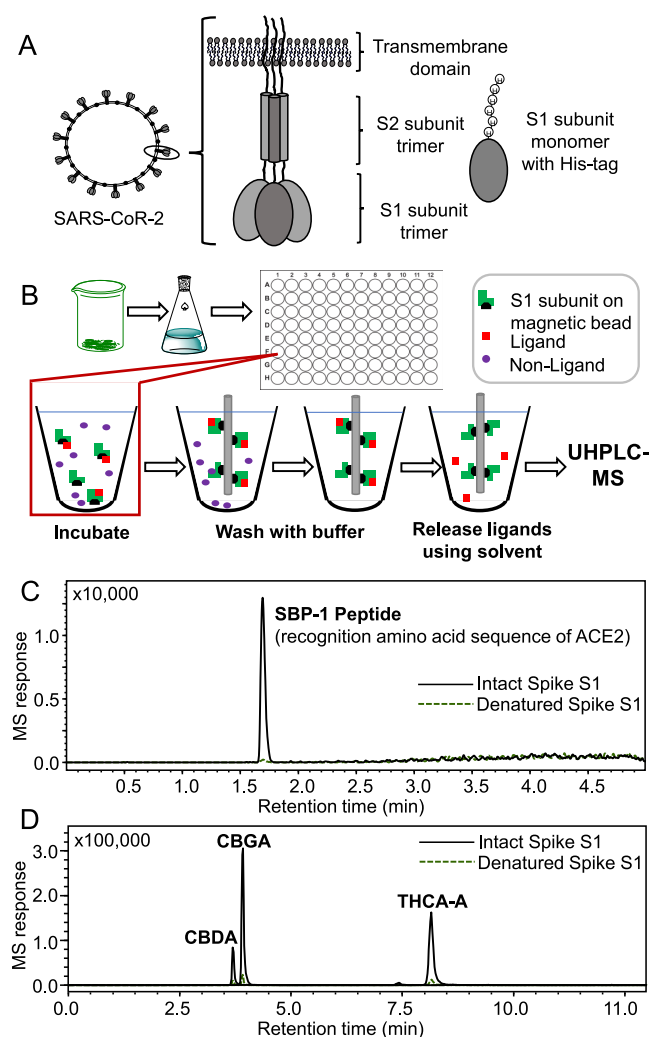 A
Transmembrane
domain
S2 subunit
trimer
S1 subunit
trimer
SARS-CoR-2
H
H
H
H
H
H
S1 subunit
monomer
with His-tag
B
1 2 3 4 5 6 7 8 9 10 11 12
A
B
C
D
E
F
G
H
S1 subunit on
magnetic bead
Ligand
Non-Ligand
Incubate
Wash with buffer
Release ligands
using solvent
UHPLC-
MS
C
x10,000
SBP-1 Peptide
(recognition amino acid sequence of ACE2)
Intact Spike S1
Denatured Spike S1
MS response
1.0
0.5
0.0
0.5 1.0 1.5 2.0 2.5 3.0 3.5 4.0 4.5
Retention time (min)
D
x100,000
CBGA
CBDA
THCA-A
Intact Spike S1
Denatured Spike S1
MS response
3.0
2.0
1.0
0.0
0.0 2.5 5.0 7.5 10.0 11.0
Retention time (min)